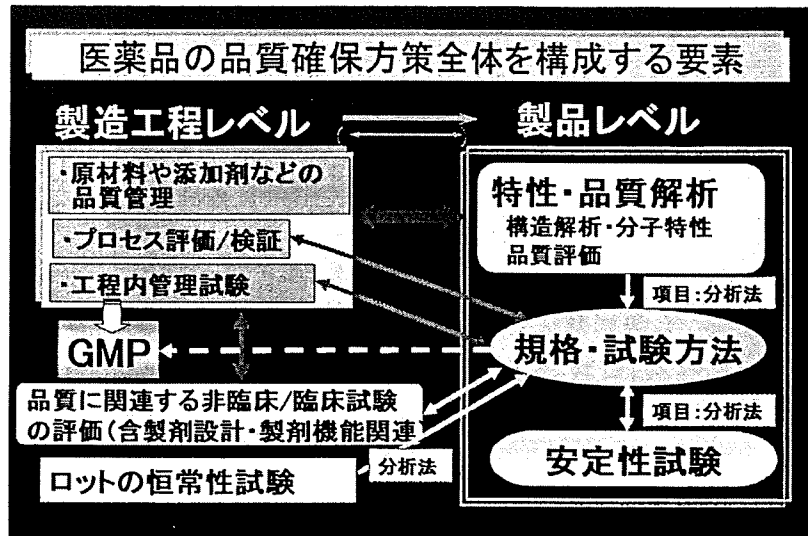 医薬品の品質確保方策全体を構成する要素
製造工程レベル
製品レベル
・原材料や添加剤などの
品質管理
・プロセス評価/検証
・工程内管理試験
GMP
品質に関連する非臨床/臨床試験
の評価(含製剤設計・製剤機能関連)
ロットの恒常性試験
分析法
特性・品質解析
構造解析・分子特性
品質評価
項目:分析法
規格・試験方法
項目:分析法
安定性試験